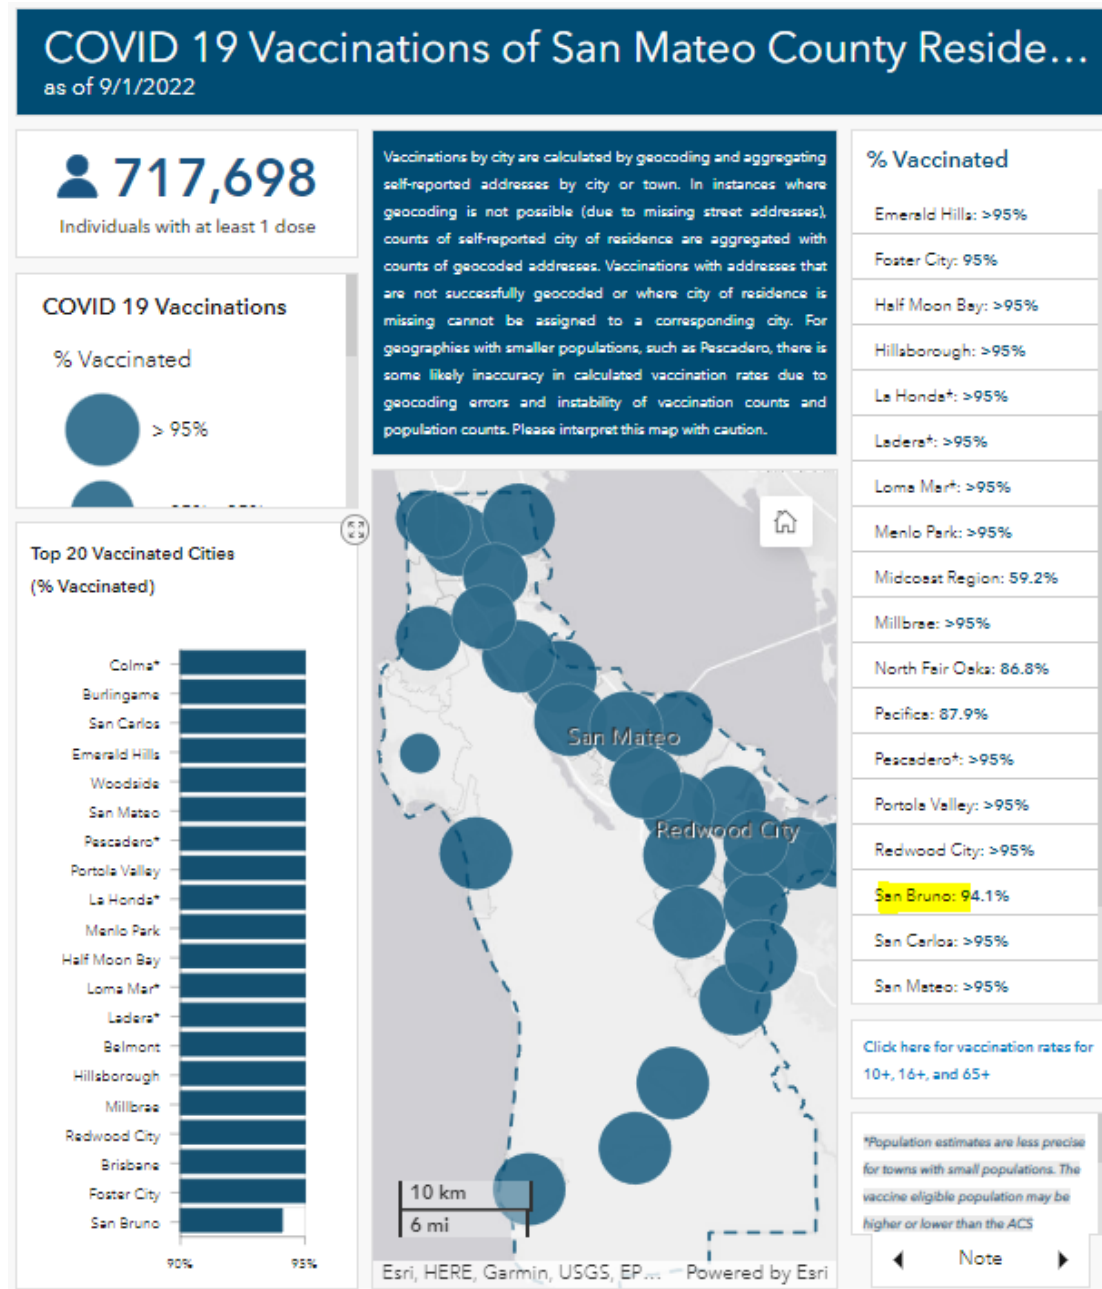 COVID 19 Vaccinations of San Mateo County Reside...
as of 9/1/2022
717,698
Individuals with at least 1 dose
COVID 19 Vaccinations
% Vaccinated
> 95%
Top 20 Vaccinated Cities
(% Vaccinated)
Colma*
Burlingame
San Carlos
Emerald Hills
Woodside
San Mateo
Pescadero*
Portola Valley
La Honda*
Menlo Park
Half Moon Bay
Loma Mar*
Ladera*
Belmont
Hillsborough
Millbrae
Redwood City
Brisbane
Foster City
San Bruno
90%
95%
Vaccinations by city are calculated by geocoding and aggregating
self-reported addresses by city or town. In instances where
geocoding is not possible (due to missing street addresses),
counts of self-reported city of residence are aggregated with
counts of geocoded addresses. Vaccinations with addresses that
are not successfully geocoded or where city of residence is
missing cannot be assigned to a corresponding city. For
geographies with smaller populations, such as Pescadero, there is
some likely inaccuracy in calculated vaccination rates due to
geocoding errors and instability of vaccination counts and
population counts. Please interpret this map with caution.
San Mateo
Redwood City
10 km
6 mi
Esri, HERE, Garmin, USGS, EP...
Powered by Esri
% Vaccinated
Emerald Hills: >95%
Foster City: 95%
Half Moon Bay: >95%
Hillsborough: >95%
La Honda*: >95%
Ladera*: >95%
Loma Mar*: >95%
Menlo Park: >95%
Midcoast Region: 59.2%
Millbrae: >95%
North Fair Oaks: 86.8%
Pacifica: 87.9%
Pescadero*: >95%
Portola Valley: >95%
Redwood City: >95%
San Bruno: 94.1%
San Carlos: >95%
San Mateo: >95%
Click here for vaccination rates for
10+, 16+, and 65+
*Population estimates are less precise
for towns with small populations. The
vaccine eligible population may be
higher or lower than the ACS
Note